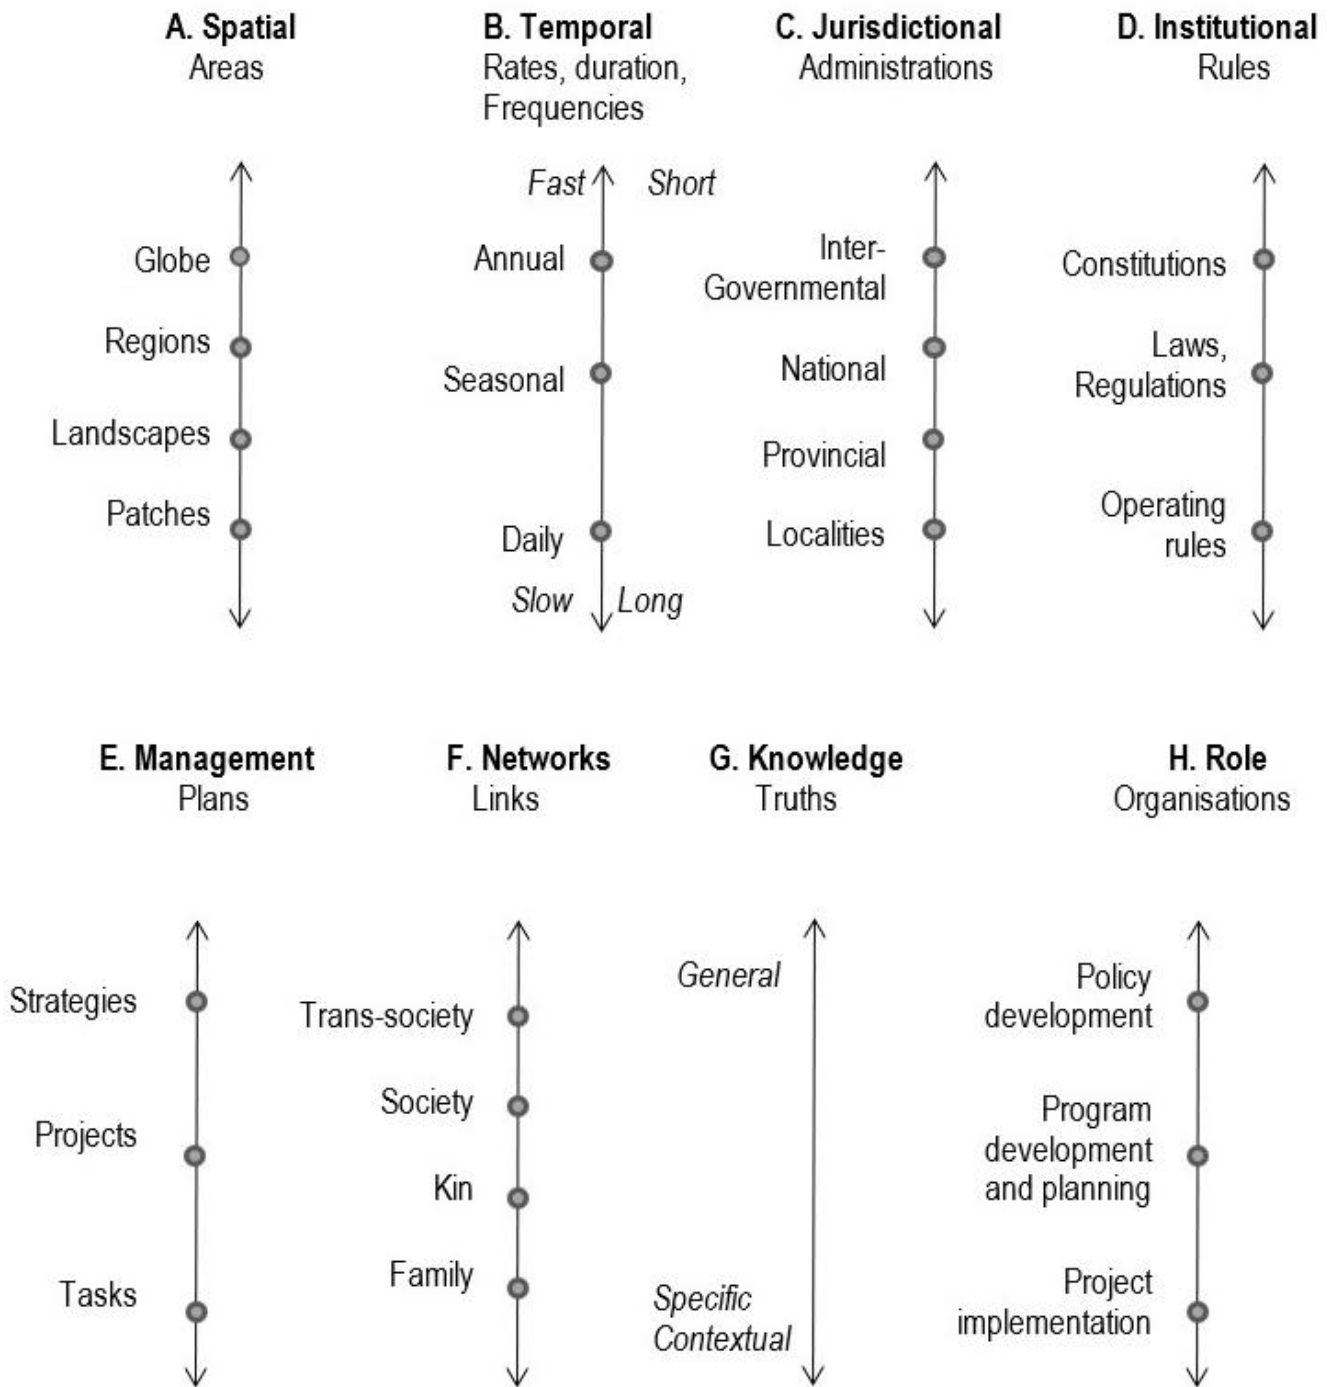 A. Spatial
Areas
B. Temporal
Rates, duration,
Frequencies
C. Jurisdictional
Administrations
D. Institutional
Rules
Globe
Regions
Landscapes
Patches
Fast
Short
Annual
Seasonal
Daily
Slow
Long
Inter-
Governmental
National
Provincial
Localities
Constitutions
Laws,
Regulations
Operating
rules
E. Management
Plans
F. Networks
Links
G. Knowledge
Truths
H. Role
Organisations
Strategies
Projects
Tasks
Trans-society
Society
Kin
Family
General
Specific
Contextual
Policy
development
Program
development
and planning
Project
implementation